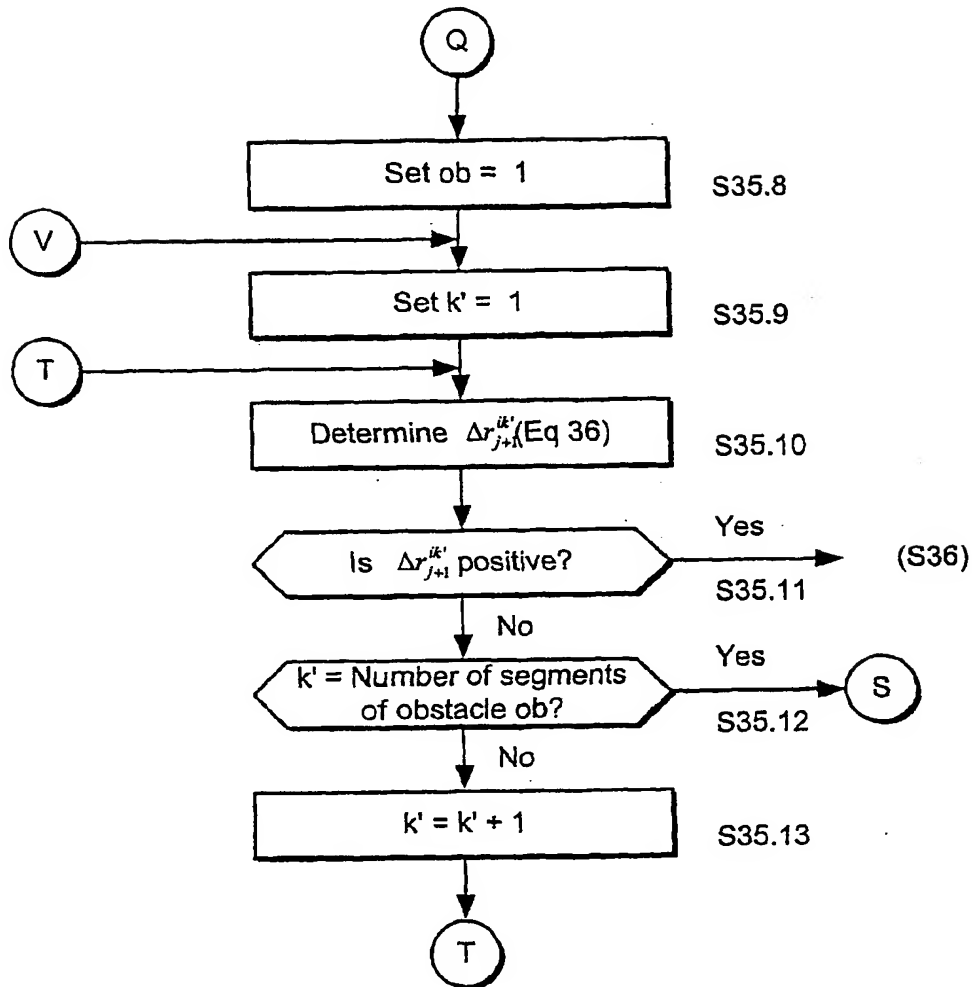 Q
Set ob = 1
S35.8
V
Set k' = 1
S35.9
T
Determine Δr_{j+1}^{ik'}(Eq 36)
S35.10
Is Δr_{j+1}^{ik'} positive?
Yes
(S36)
S35.11
No
k' = Number of segments
of obstacle ob?
Yes
S
S35.12
No
k' = k' + 1
S35.13
T